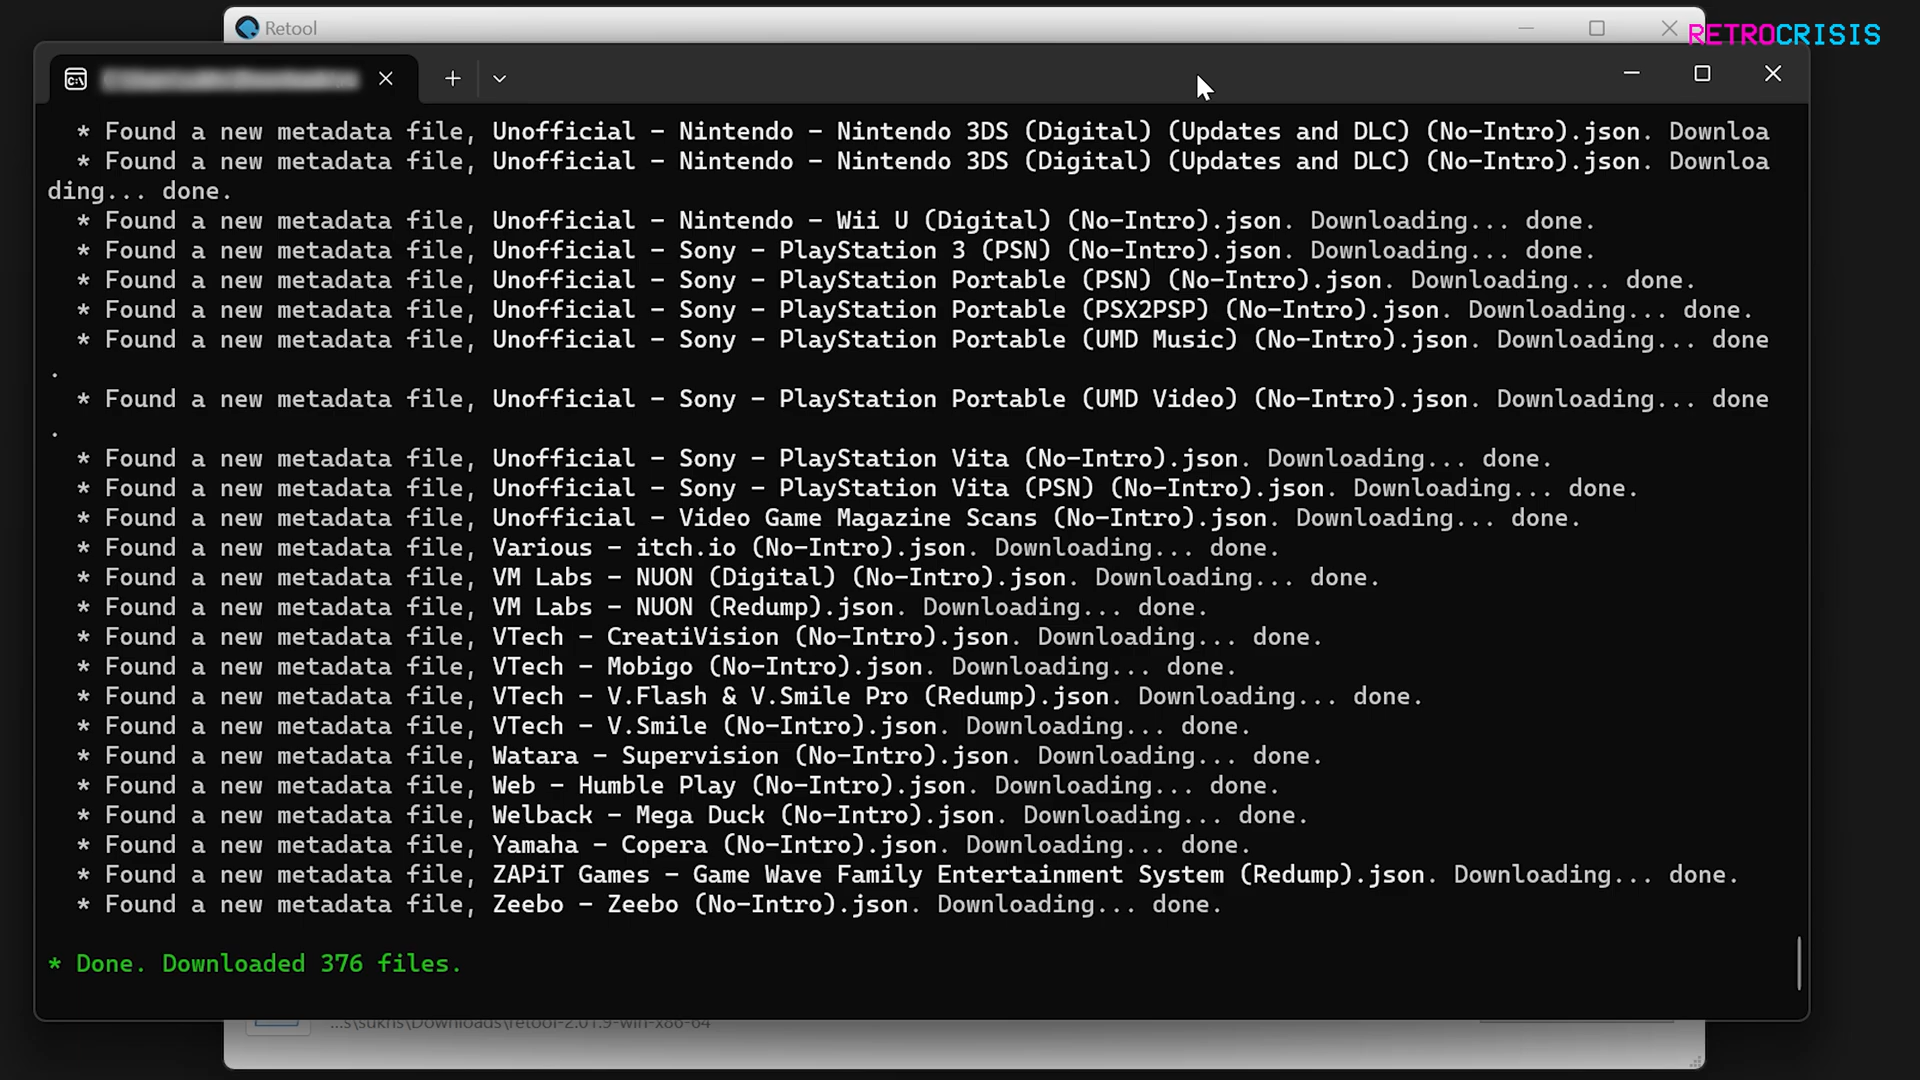 Retool
RETROCRISIS
* Found a new metadata file, Unofficial - Nintendo - Nintendo 3DS (Digital) (Updates and DLC) (No-Intro).json. Downloa
* Found a new metadata file, Unofficial - Nintendo - Nintendo 3DS (Digital) (Updates and DLC) (No-Intro).json. Downloa
ding... done.
* Found a new metadata file, Unofficial - Nintendo - Wii U (Digital) (No-Intro).json. Downloading... done.
* Found a new metadata file, Unofficial - Sony - PlayStation 3 (PSN) (No-Intro).json. Downloading... done.
* Found a new metadata file, Unofficial - Sony - PlayStation Portable (PSN) (No-Intro).json. Downloading... done.
* Found a new metadata file, Unofficial - Sony - PlayStation Portable (PSX2PSP) (No-Intro).json. Downloading... done.
* Found a new metadata file, Unofficial - Sony - PlayStation Portable (UMD Music) (No-Intro).json. Downloading... done
.
* Found a new metadata file, Unofficial - Sony - PlayStation Portable (UMD Video) (No-Intro).json. Downloading... done
.
* Found a new metadata file, Unofficial - Sony - PlayStation Vita (No-Intro).json. Downloading... done.
* Found a new metadata file, Unofficial - Sony - PlayStation Vita (PSN) (No-Intro).json. Downloading... done.
* Found a new metadata file, Unofficial - Video Game Magazine Scans (No-Intro).json. Downloading... done.
* Found a new metadata file, Various - itch.io (No-Intro).json. Downloading... done.
* Found a new metadata file, VM Labs - NUON (Digital) (No-Intro).json. Downloading... done.
* Found a new metadata file, VM Labs - NUON (Redump).json. Downloading... done.
* Found a new metadata file, VTech - CreatiVision (No-Intro).json. Downloading... done.
* Found a new metadata file, VTech - Mobigo (No-Intro).json. Downloading... done.
* Found a new metadata file, VTech - V.Flash & V.Smile Pro (Redump).json. Downloading... done.
* Found a new metadata file, VTech - V.Smile (No-Intro).json. Downloading... done.
* Found a new metadata file, Watara - Supervision (No-Intro).json. Downloading... done.
* Found a new metadata file, Web - Humble Play (No-Intro).json. Downloading... done.
* Found a new metadata file, Welback - Mega Duck (No-Intro).json. Downloading... done.
* Found a new metadata file, Yamaha - Copera (No-Intro).json. Downloading... done.
* Found a new metadata file, ZAPiT Games - Game Wave Family Entertainment System (Redump).json. Downloading... done.
* Found a new metadata file, Zeebo - Zeebo (No-Intro).json. Downloading... done.
* Done. Downloaded 376 files.
...s\sukhs\Downloads\retool-2.01.9-win-x86-64